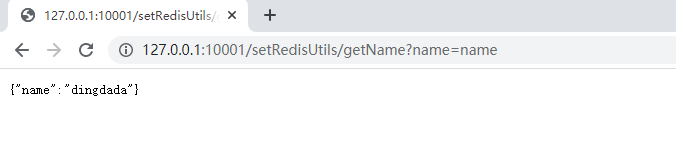 127.0.0.1:10001/setRedisUtils/
127.0.0.1:10001/setRedisUtils/getName?name=name
{"name":"dingdada"}